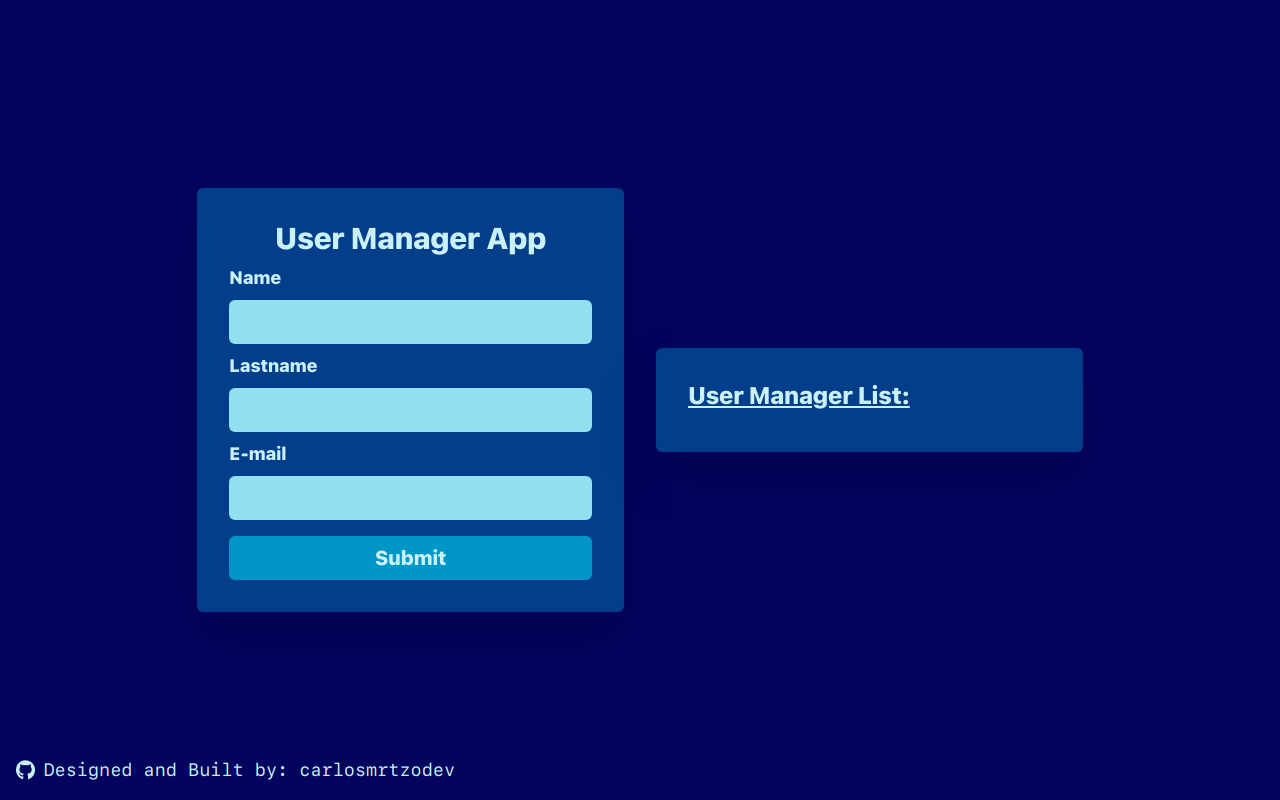 User Manager App
Name
Lastname
E-mail
Submit
User Manager List:
Designed and Built by: carlosmrtzodev